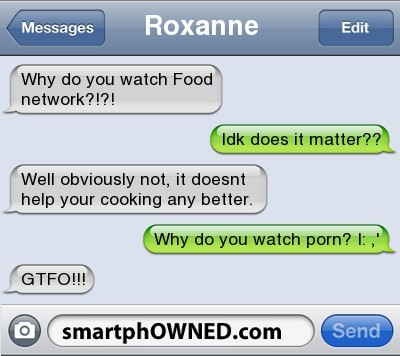 Messages
Roxanne
Edit
Why do you watch Food
network?!?!
Idk does it matter??
Well obviously not, it doesnt
help your cooking any better.
Why do you watch porn? I: ,'
GTFO!!!
smartphOWNED.com
Send